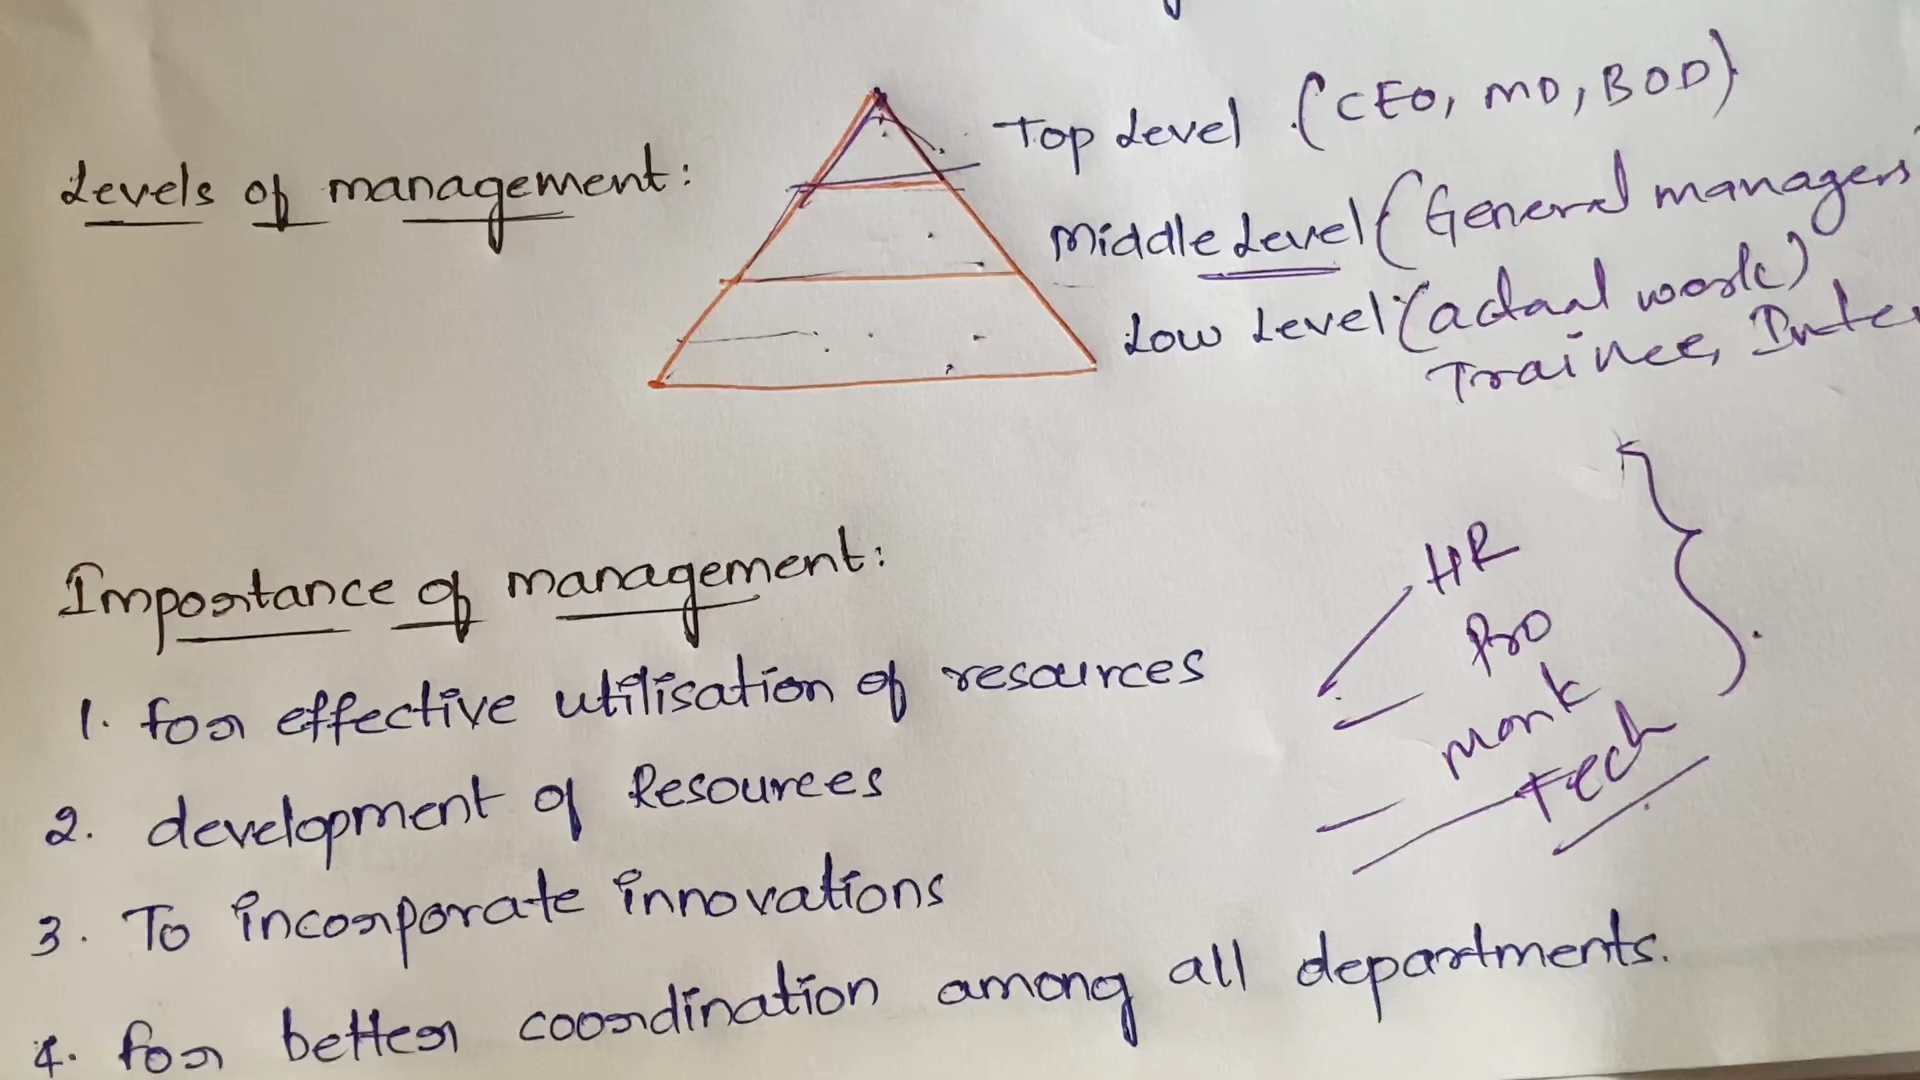 Levels of management:
Top Level (CEO, MD, BOD)
Middle Level (General managers
Low Level (actual work)
Trainee, Inte
Importance of management:
1. for effective utilisation of resources
2. development of Resources
3. To incorporate innovations
4. for better coordination among all departments.
HR
Pro
Mark
Tech